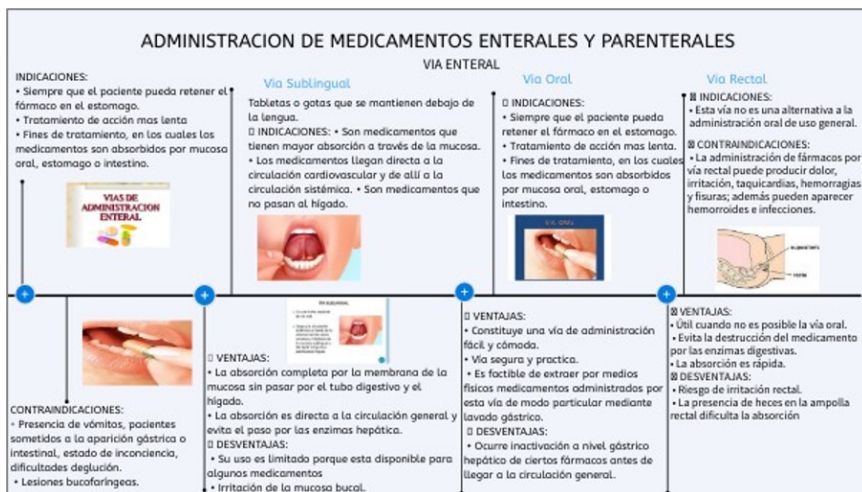 ADMINISTRACION DE MEDICAMENTOS ENTERALES Y PARENTERALES
VIA ENTERAL
INDICACIONES:
• Siempre que el paciente pueda retener el
fármaco en el estomago.
• Tratamiento de acción mas lenta
• Fines de tratamiento, en los cuales los
medicamentos son absorbidos por mucosa
oral, estomago o intestino.
VIAS DE
ADMINISTRACION
ENTERAL
Via Sublingual
Tabletas o gotas que se mantienen debajo de
la lengua.
INDICACIONES: • Son medicamentos que
tienen mayor absorción a través de la mucosa.
• Los medicamentos llegan directa a la
circulación cardiovascular y de allí a la
circulación sistémica. • Son medicamentos que
no pasan al hígado.
Via Oral
INDICACIONES:
• Siempre que el paciente pueda
retener el fármaco en el estomago.
• Tratamiento de acción mas lenta.
• Fines de tratamiento, en los cuales
los medicamentos son absorbidos
por mucosa oral, estomago o
intestino.
VIA ORAL
Via Rectal
INDICACIONES:
• Esta vía no es una alternativa a la
administración oral de uso general.
CONTRAINDICACIONES:
• La administración de fármacos por
vía rectal puede producir dolor,
irritación, taquicardias, hemorragias
y fisuras; además pueden aparecer
hemorroides e infecciones.
CONTRAINDICACIONES:
• Presencia de vómitos, pacientes
sometidos a la aparición gástrica o
intestinal, estado de inconciencia,
dificultades deglución.
• Lesiones bucofaríngeas.
VIA SUBLINGUAL
VENTAJAS:
• La absorción completa por la membrana de la
mucosa sin pasar por el tubo digestivo y el
hígado.
• La absorción es directa a la circulación general y
evita el paso por las enzimas hepática.
DESVENTAJAS:
• Su uso es limitado porque esta disponible para
algunos medicamentos
• Irritación de la mucosa bucal.
VENTAJAS:
• Constituye una vía de administración
fácil y cómoda.
• Vía segura y practica.
• Es factible de extraer por medios
físicos medicamentos administrados por
esta vía de modo particular mediante
lavado gástrico.
DESVENTAJAS:
• Ocurre inactivación a nivel gástrico
hepático de ciertos fármacos antes de
llegar a la circulación general.
VENTAJAS:
• Útil cuando no es posible la vía oral.
• Evita la destrucción del medicamento
por las enzimas digestivas.
• La absorción es rápida.
DESVENTAJAS:
• Riesgo de irritación rectal.
• La presencia de heces en la ampolla
rectal dificulta la absorción